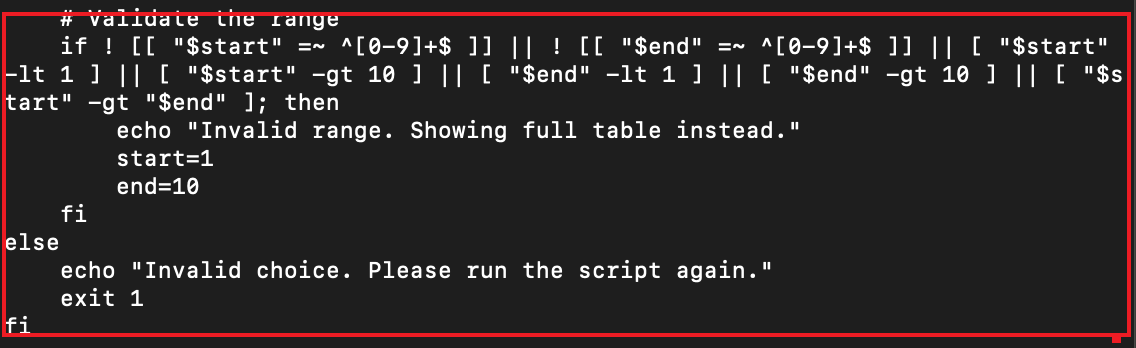 # Validate the range
if ! [[ "$start" =~ ^[0-9]+$ ]] || ! [[ "$end" =~ ^[0-9]+$ ]] || [ "$start"
-lt 1 ] || [ "$start" -gt 10 ] || [ "$end" -lt 1 ] || [ "$end" -gt 10 ] || [ "$s
tart" -gt "$end" ]; then
echo "Invalid range. Showing full table instead."
start=1
end=10
fi
else
echo "Invalid choice. Please run the script again."
exit 1
fi